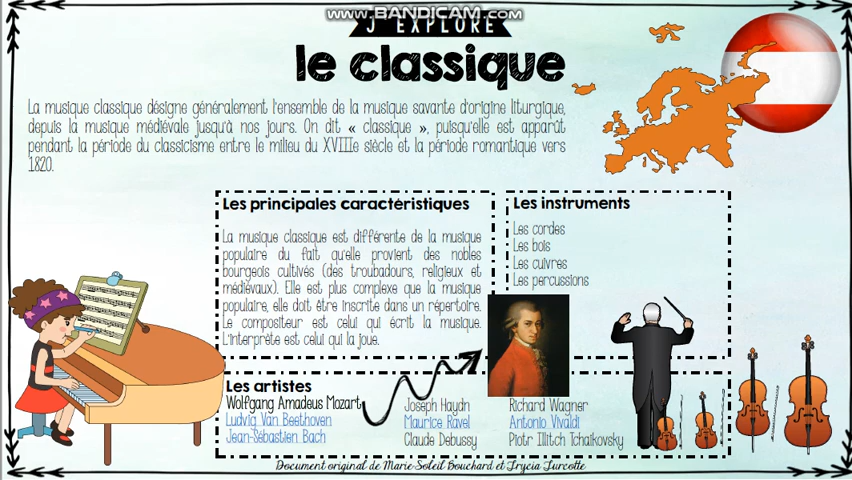 www.BANDICAM.com
J'EXPLORE
le classique
La musique classique désigne généralement l'ensemble de la musique savante d'origine liturgique,
depuis la musique médiévale jusqu'à nos jours. On dit « classique », puisqu'elle est apparût
pendant la période du classicisme entre le milieu du XVIIIe siècle et la période romantique vers
1820.
Les principales caractéristiques
La musique classique est différente de la musique
populaire du fait qu'elle provient des nobles
bourgeois cultivés (des troubadours, religieux et
médiévaux). Elle est plus complexe que la musique
populaire, elle doit être inscrite dans un répertoire.
Le compositeur est celui qui écrit la musique.
L'interprète est celui qui la joue.
Les instruments
Les cordes
Les bois
Les cuivres
Les percussions
Les artistes
Wolfgang Amadeus Mozart
Ludvig Van Beethoven
Jean-Sébastien Bach
Joseph Haydn
Maurice Ravel
Claude Debussy
Richard Wagner
Antonio Vivaldi
Piotr Illitch Tchaikovsky
Document original de Marie-Soleil Bouchard et Trycia Turcotte